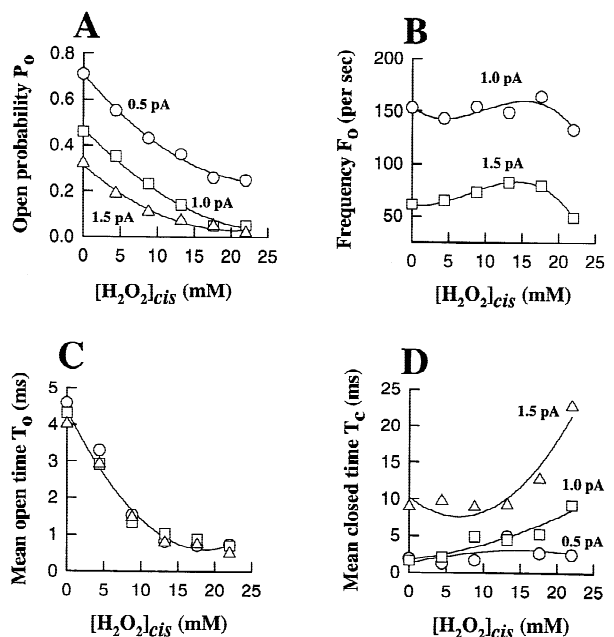 A
Open probability Po
0.8
0.6
0.4
0.2
0.0
0.5 pA
1.0 pA
1.5 pA
0 5 10 15 20 25
[H2O2]cis (mM)
B
Frequency Fo (per sec)
200
150
100
50
1.0 pA
1.5 pA
0 5 10 15 20 25
[H2O2]cis (mM)
C
Mean open time To (ms)
5
4
3
2
1
0
0 5 10 15 20 25
[H2O2]cis (mM)
D
Mean closed time Tc (ms)
25
20
15
10
5
0
1.5 pA
1.0 pA
0.5 pA
0 5 10 15 20 25
[H2O2]cis (mM)